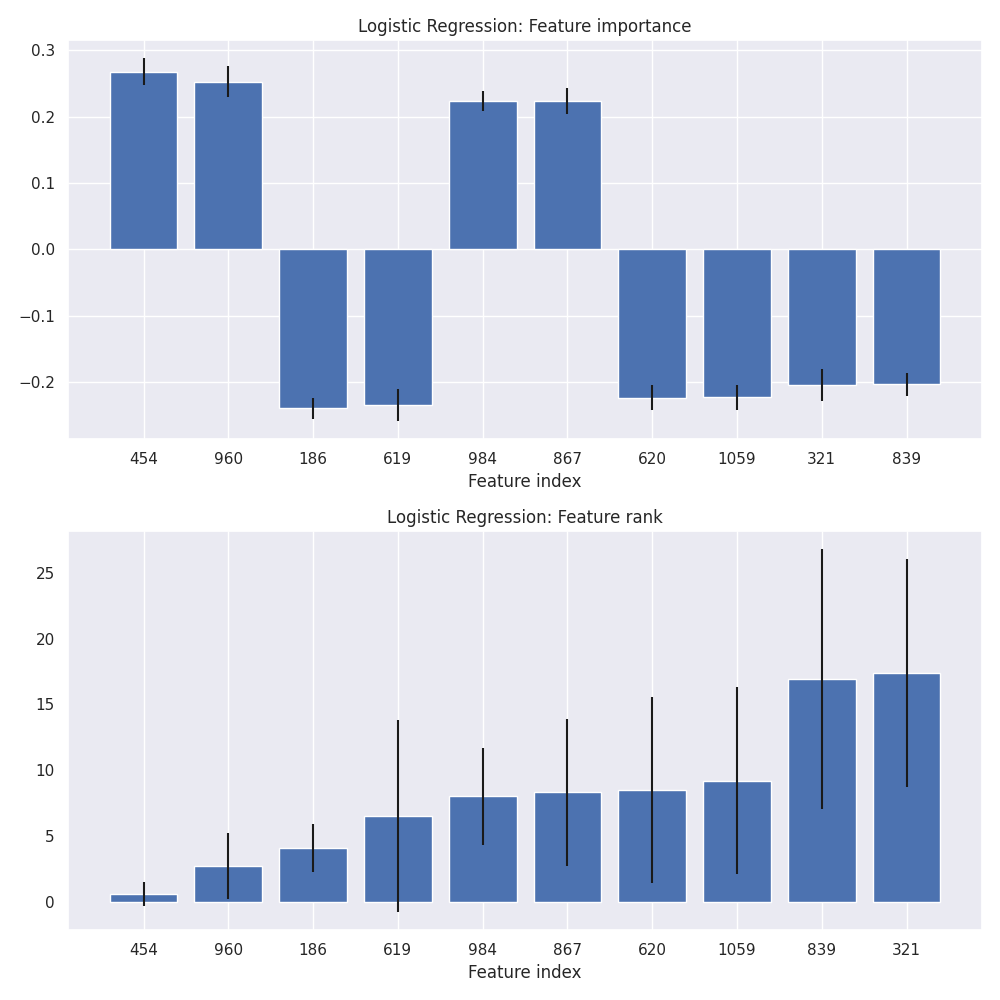 Logistic Regression: Feature importance
0.3
0.2
0.1
0.0
−0.1
−0.2
454 960 186 619 984 867 620 1059 321 839
Feature index
Logistic Regression: Feature rank
25
20
15
10
5
0
454 960 186 619 984 867 620 1059 839 321
Feature index